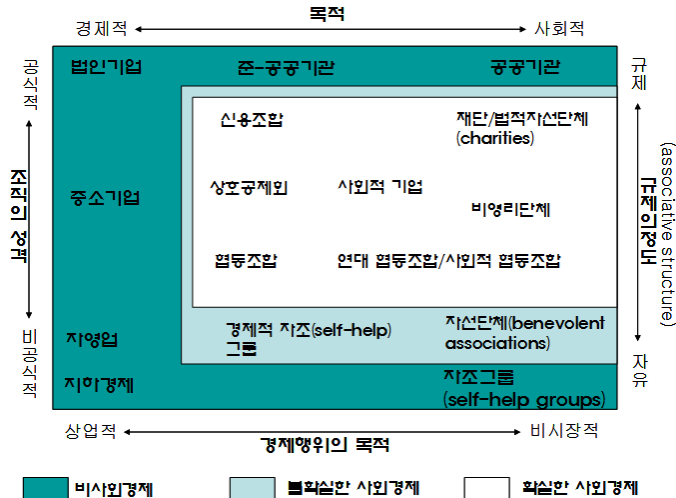 목적
경제적
사회적
공식적
조직의 성격
비공식적
법인기업
준-공공기관
공공기관
신용조합
재단/법적자선단체
(charities)
중소기업
상호공제회
사회적 기업
비영리단체
협동조합
연대 협동조합/사회적 협동조합
자영업
경제적 자조(self-help)
그룹
자선단체(benevolent
associations)
지하경제
자조그룹
(self-help groups)
규제
규제의정도
(associative structure)
자유
상업적
경제행위의 목적
비시장적
비사회경제
불확실한 사회경제
확실한 사회경제